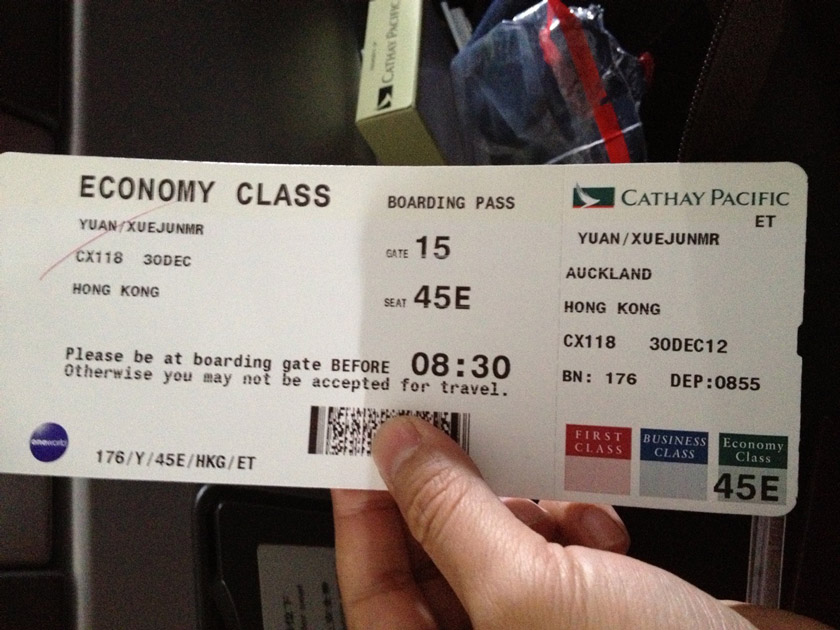 CATHAY PACIFIC
ECONOMY CLASS
YUAN/XUEJUNMR
CX118 30DEC
HONG KONG
BOARDING PASS
GATE 15
SEAT 45E
Please be at boarding gate BEFORE 08:30
Otherwise you may not be accepted for travel.
oneworld
176/Y/45E/HKG/ET
CATHAY PACIFIC
ET
YUAN/XUEJUNMR
AUCKLAND
HONG KONG
CX118 30DEC12
BN: 176 DEP:0855
FIRST CLASS
BUSINESS CLASS
Economy Class
45E